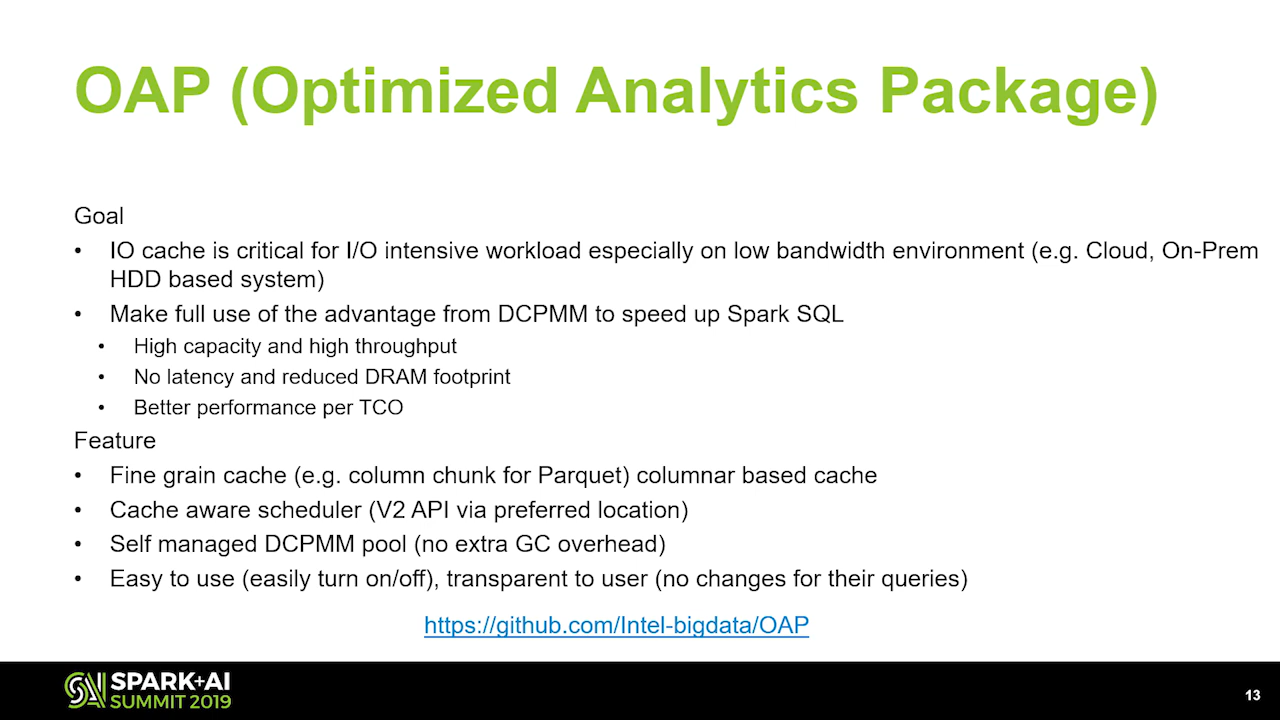 OAP (Optimized Analytics Package)
Goal
• IO cache is critical for I/O intensive workload especially on low bandwidth environment (e.g. Cloud, On-Prem
HDD based system)
• Make full use of the advantage from DCPMM to speed up Spark SQL
• High capacity and high throughput
• No latency and reduced DRAM footprint
• Better performance per TCO
Feature
• Fine grain cache (e.g. column chunk for Parquet) columnar based cache
• Cache aware scheduler (V2 API via preferred location)
• Self managed DCPMM pool (no extra GC overhead)
• Easy to use (easily turn on/off), transparent to user (no changes for their queries)
https://github.com/Intel-bigdata/OAP
SPARK+AI
SUMMIT 2019
13